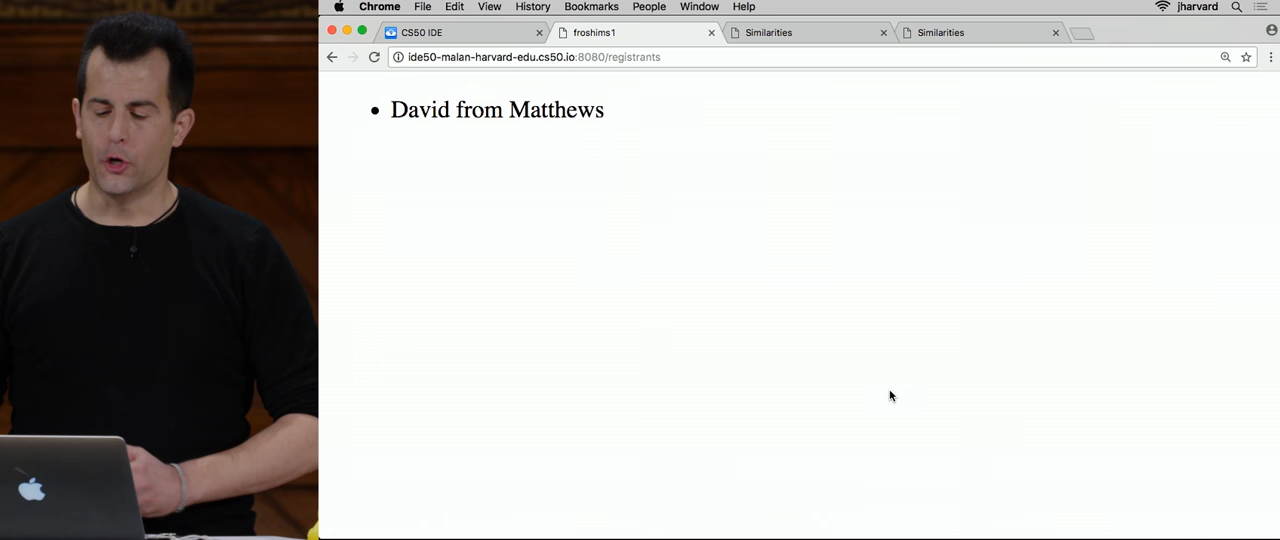 Chrome File Edit View History Bookmarks People Window Help jharvard
CS50 IDE froshims1 Similarities Similarities
ide50-malan-harvard-edu.cs50.io:8080/registrants
• David from Matthews